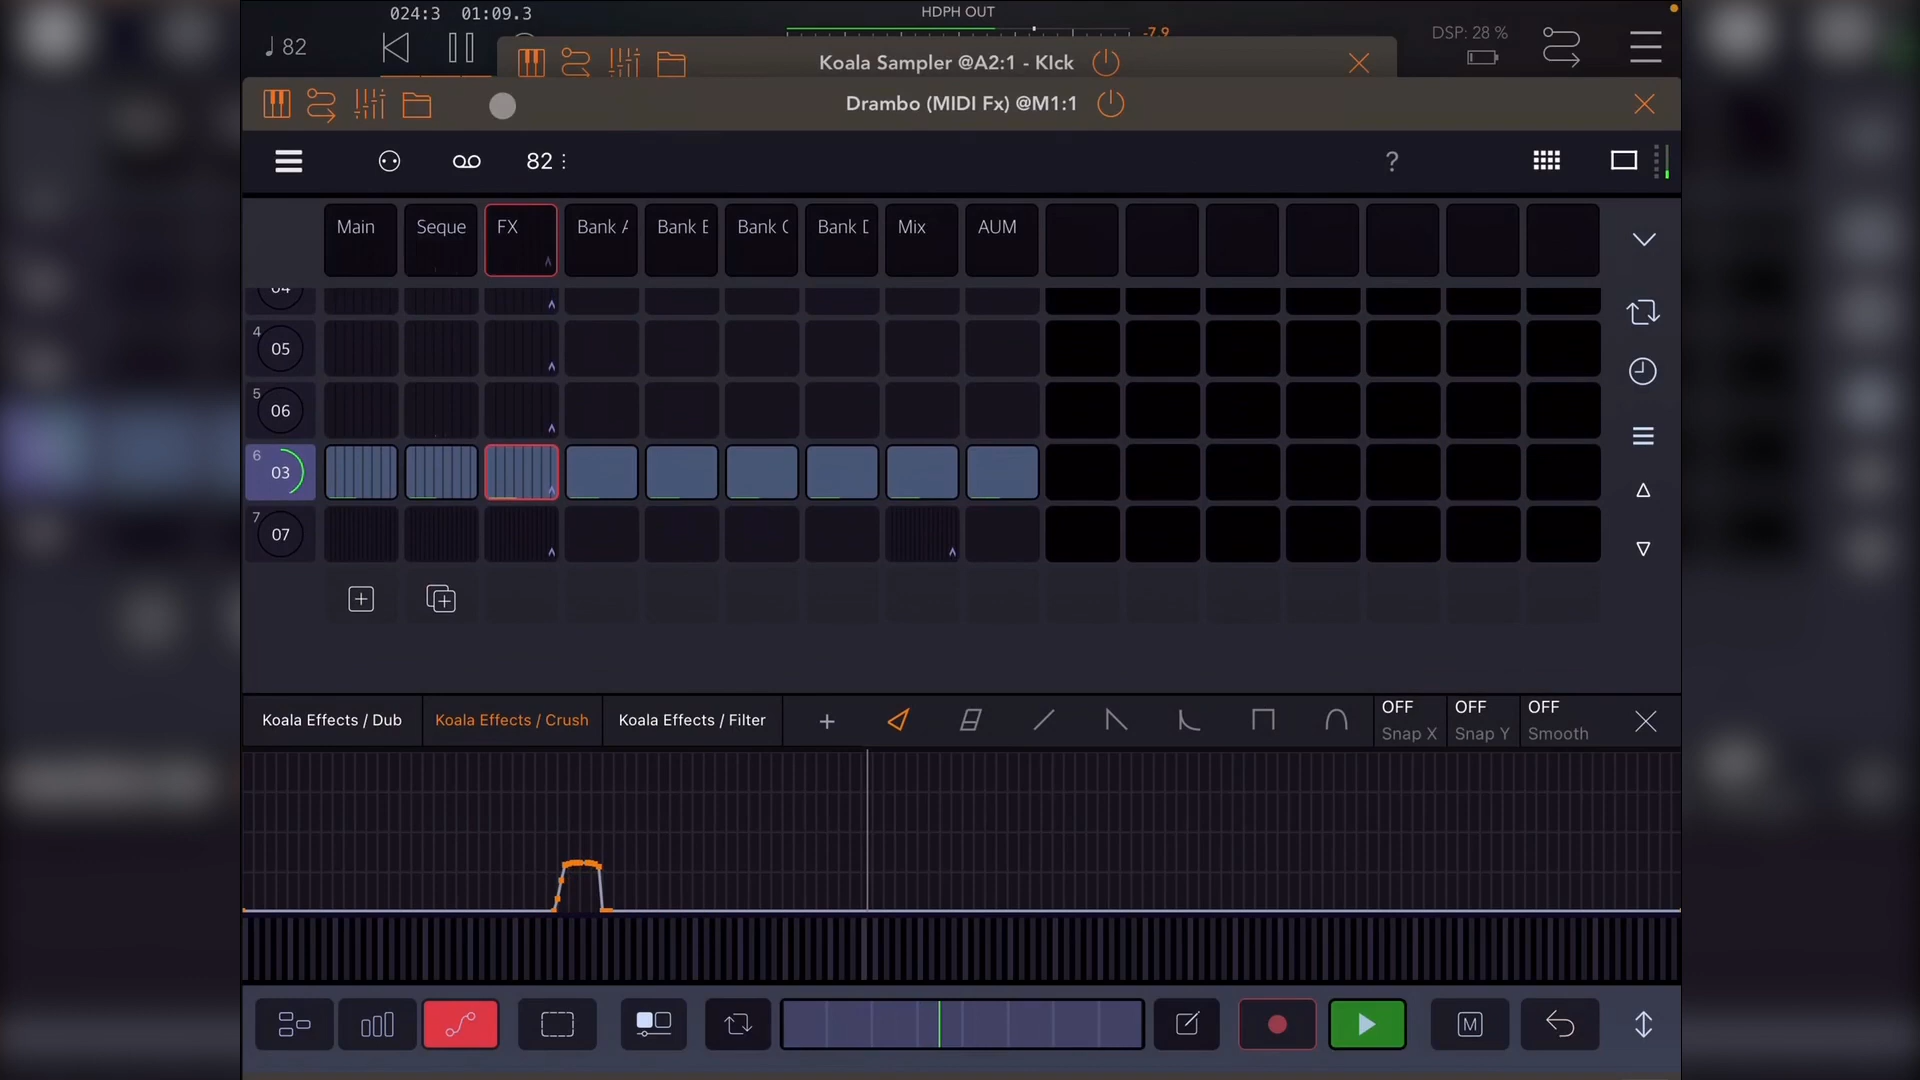 024:3 01:09.3
HDPH OUT
♩ 82
-7.9
DSP: 28 %
Koala Sampler @A2:1 - KIck
Drambo (MIDI Fx) @M1:1
82
?
Main Seque FX Bank A Bank E Bank C Bank D Mix AUM
04
4 05
5 06
6 03
7 07
Koala Effects / Dub Koala Effects / Crush Koala Effects / Filter + OFF OFF OFF
Snap X Snap Y Smooth
M